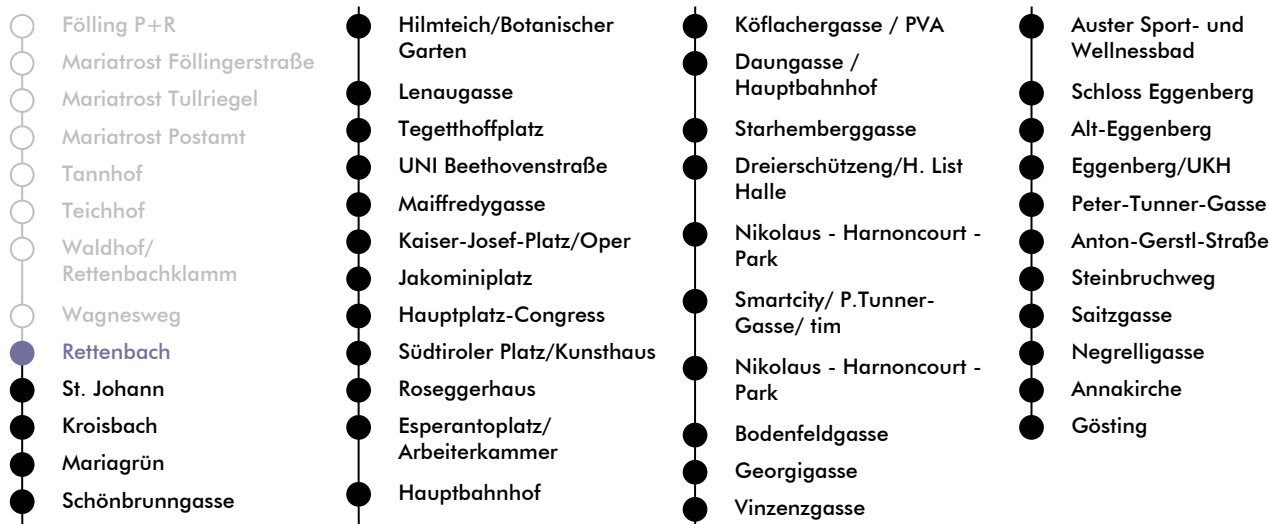 Fölling P+R
Mariatrost Föllingerstraße
Mariatrost Tullriegel
Mariatrost Postamt
Tannhof
Teichhof
Waldhof/
Rettenbachklamm
Wagnesweg
Rettenbach
St. Johann
Kroisbach
Mariagrün
Schönbrunngasse
Hilmteich/Botanischer
Garten
Lenaugasse
Tegetthoffplatz
UNI Beethovenstraße
Maiffredygasse
Kaiser-Josef-Platz/Oper
Jakominiplatz
Hauptplatz-Congress
Südtiroler Platz/Kunsthaus
Roseggerhaus
Esperantoplatz/
Arbeiterkammer
Hauptbahnhof
Köflachergasse / PVA
Daungasse /
Hauptbahnhof
Starhemberggasse
Dreierschützeng/H. List
Halle
Nikolaus - Harnoncourt -
Park
Smartcity/ P.Tunner-
Gasse/ tim
Nikolaus - Harnoncourt -
Park
Bodenfeldgasse
Georgigasse
Vinzenzgasse
Auster Sport- und
Wellnessbad
Schloss Eggenberg
Alt-Eggenberg
Eggenberg/UKH
Peter-Tunner-Gasse
Anton-Gerstl-Straße
Steinbruchweg
Saitzgasse
Negrelligasse
Annakirche
Gösting